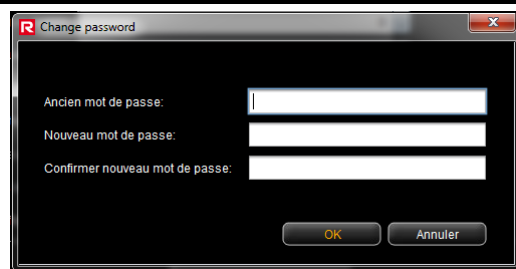 R Change password
Ancien mot de passe:
Nouveau mot de passe:
Confirmer nouveau mot de passe:
OK Annuler